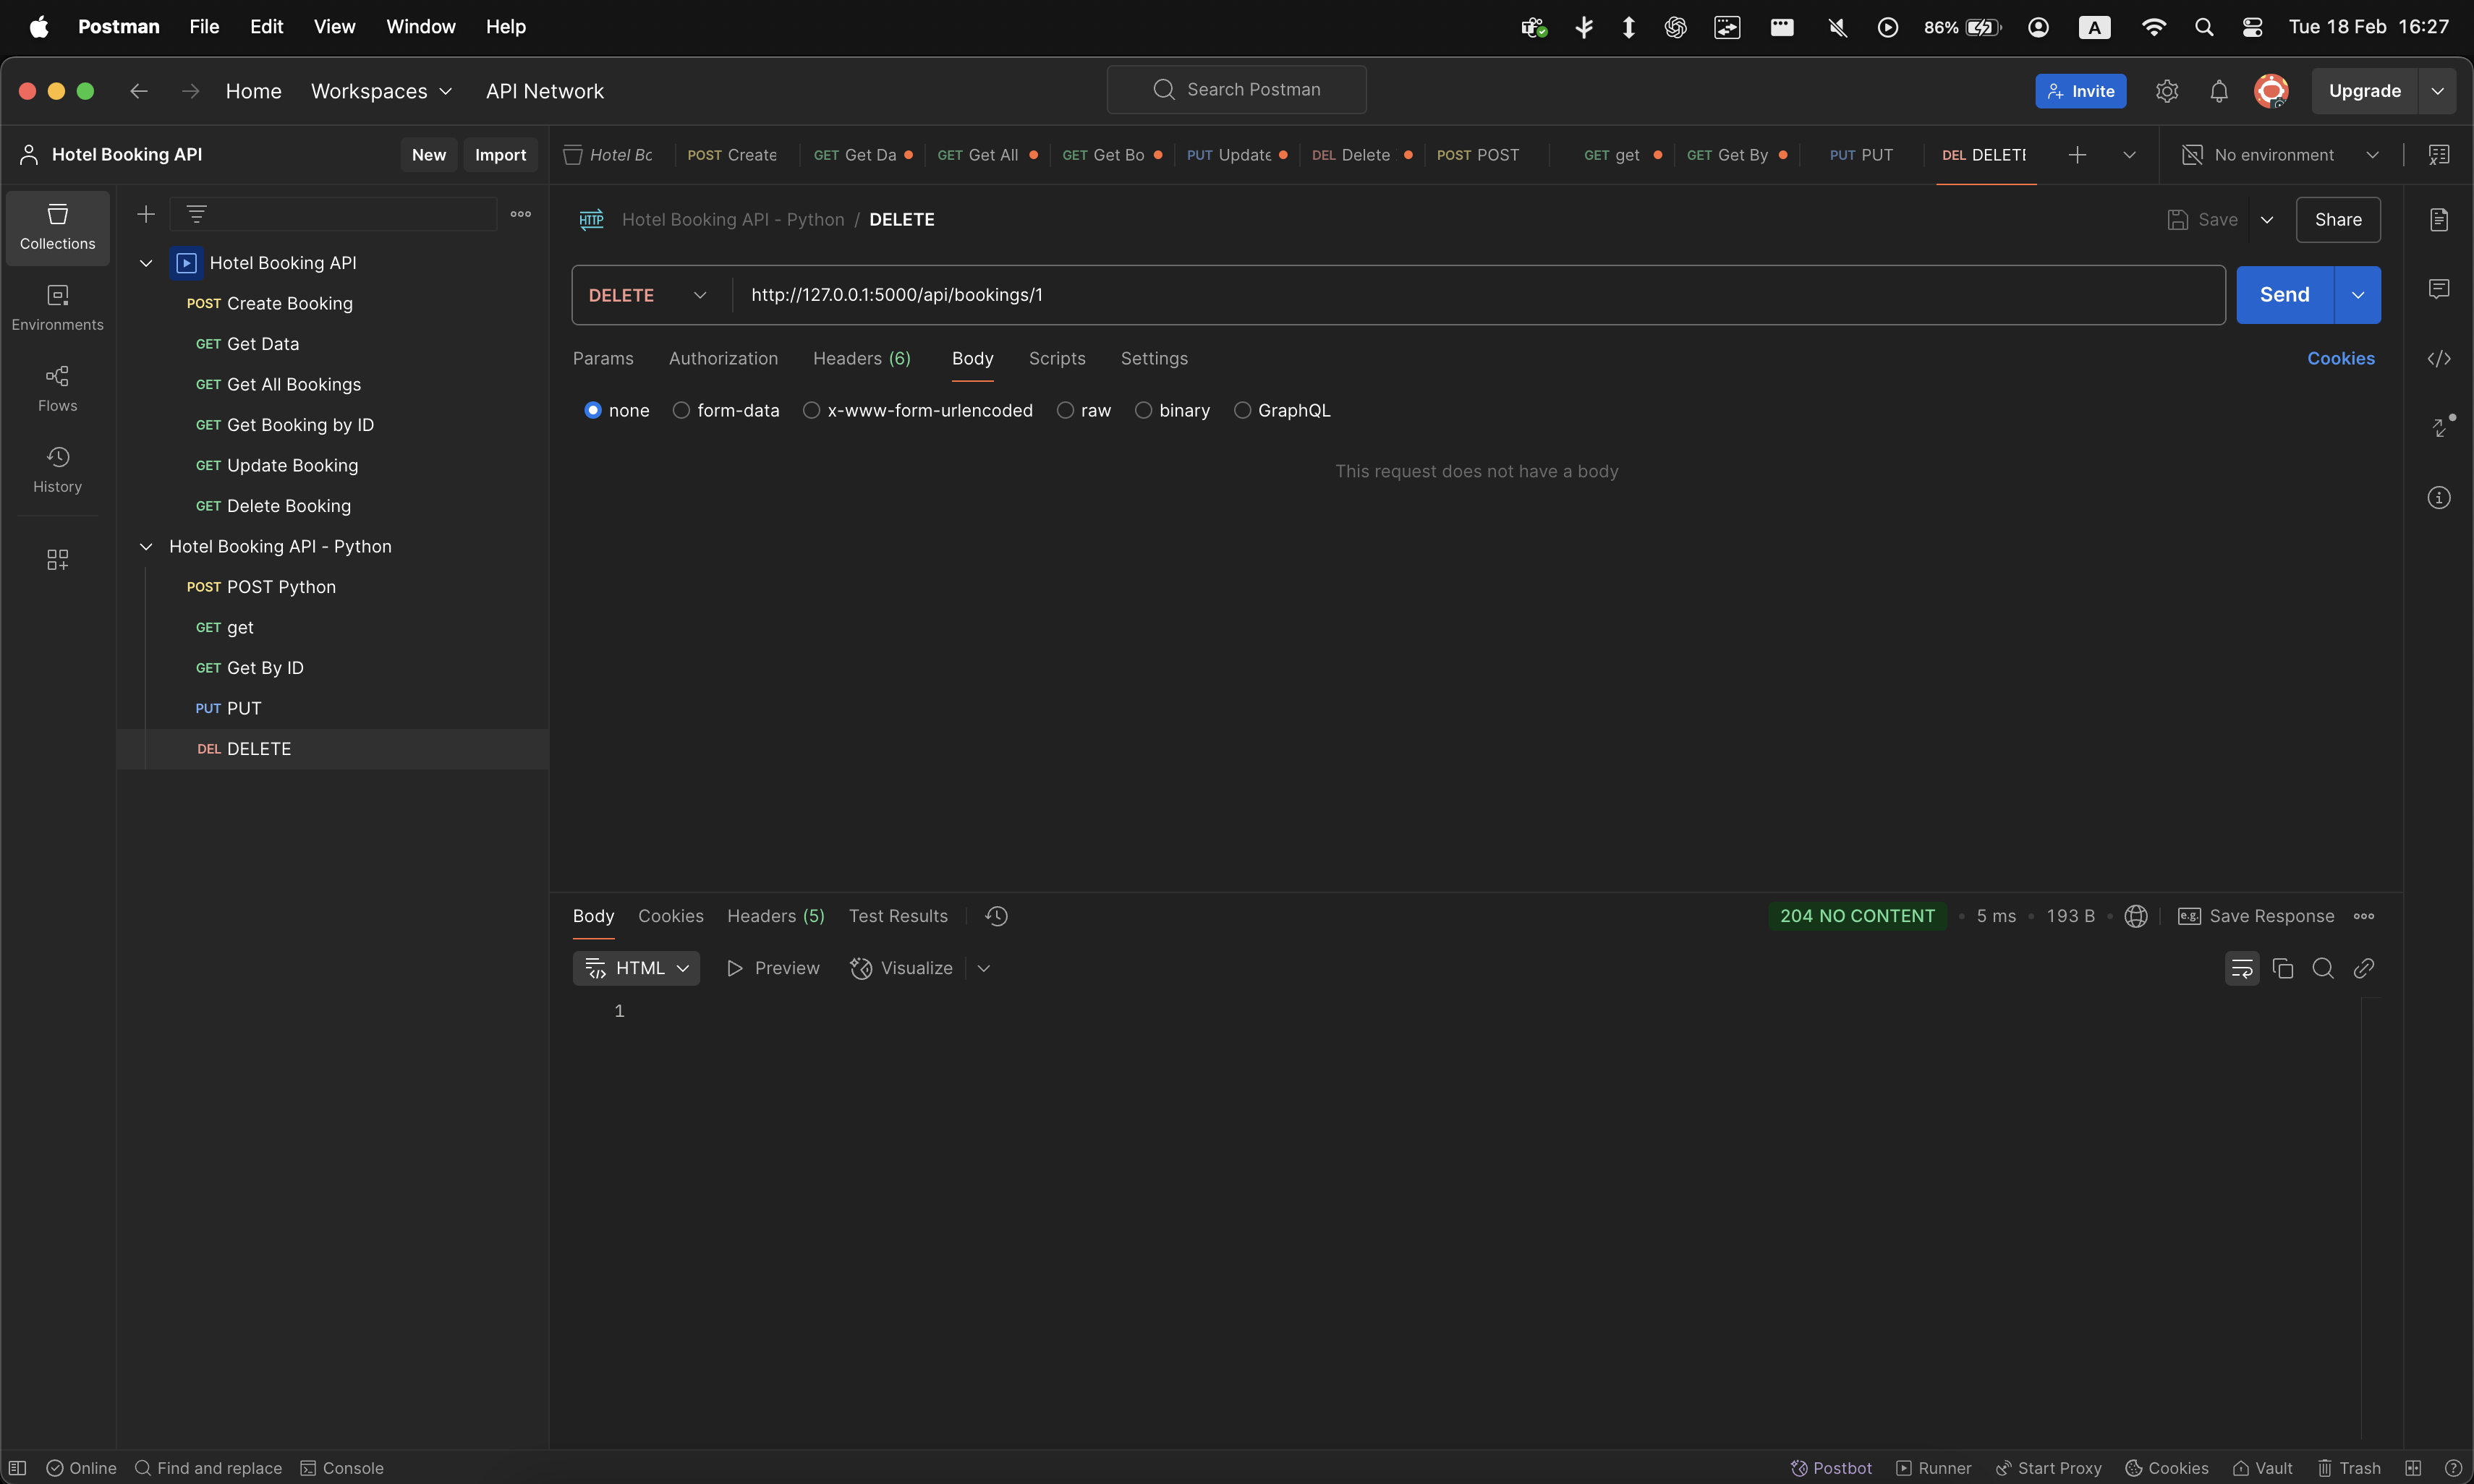 Postman File Edit View Window Help 86% A Tue 18 Feb 16:27
Home Workspaces API Network Search Postman Invite Upgrade
Hotel Booking API New Import
Hotel Bc POST Create GET Get Da GET Get All GET Get Bo PUT Update DEL Delete POST POST GET get GET Get By PUT PUT DEL DELETE No environment
Collections
Environments
Flows
History
Hotel Booking API
POST Create Booking
GET Get Data
GET Get All Bookings
GET Get Booking by ID
GET Update Booking
GET Delete Booking
Hotel Booking API - Python
POST POST Python
GET get
GET Get By ID
PUT PUT
DEL DELETE
HTTP Hotel Booking API - Python / DELETE Save Share
DELETE http://127.0.0.1:5000/api/bookings/1 Send
Params Authorization Headers (6) Body Scripts Settings Cookies
none form-data x-www-form-urlencoded raw binary GraphQL
This request does not have a body
Body Cookies Headers (5) Test Results 204 NO CONTENT • 5 ms • 193 B • e.g. Save Response
HTML Preview Visualize
1
Online Find and replace Console Postbot Runner Start Proxy Cookies Vault Trash